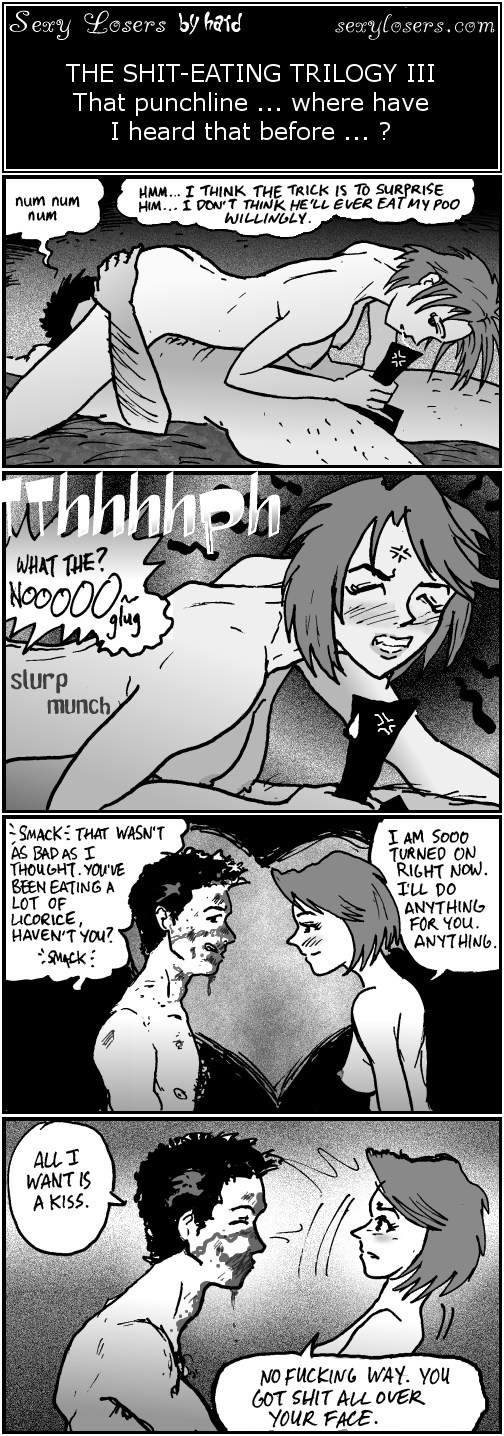 Sexy Losers by hard
sexylosers.com
THE SHIT-EATING TRILOGY III
That punchline ... where have
I heard that before ... ?
num num
num
HMM... I THINK THE TRICK IS TO SURPRISE
HIM... I DON'T THINK HE'LL EVER EAT MY POO
WILLINGLY.
TThhhhhph
WHAT THE?
NOOOOO~
glug
slurp
munch
SMACK THAT WASN'T
AS BAD AS I
THOUGHT. YOU'VE
BEEN EATING A
LOT OF
LICORICE,
HAVEN'T YOU?
SMACK
I AM SOOO
TURNED ON
RIGHT NOW.
I'LL DO
ANYTHING
FOR YOU.
ANYTHING.
ALL I
WANT IS
A KISS.
NO FUCKING WAY. YOU
GOT SHIT ALL OVER
YOUR FACE.